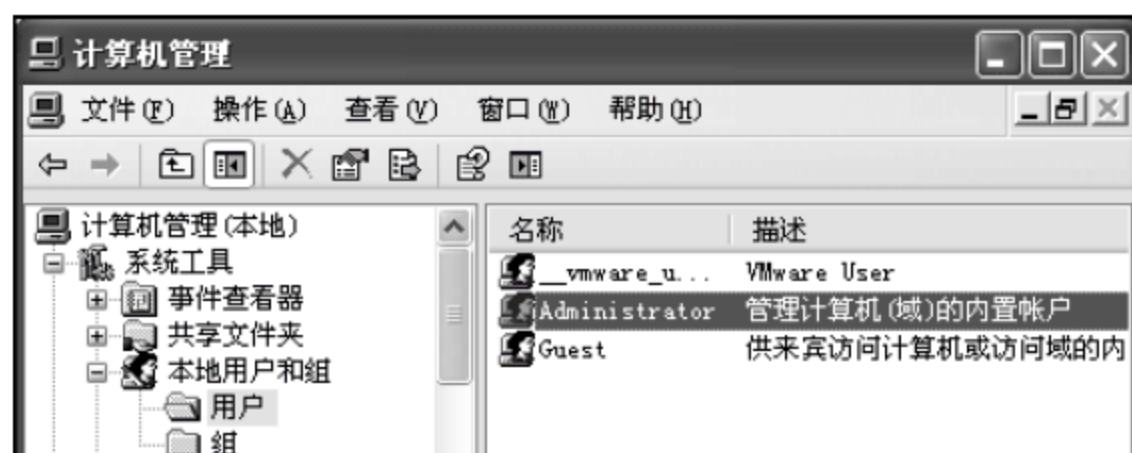 计算机管理
文件(F) 操作(A) 查看(V) 窗口(W) 帮助(H)
计算机管理(本地)
系统工具
事件查看器
共享文件夹
本地用户和组
用户
组
名称 描述
__vmware_u... VMware User
Administrator 管理计算机(域)的内置帐户
Guest 供来宾访问计算机或访问域的内